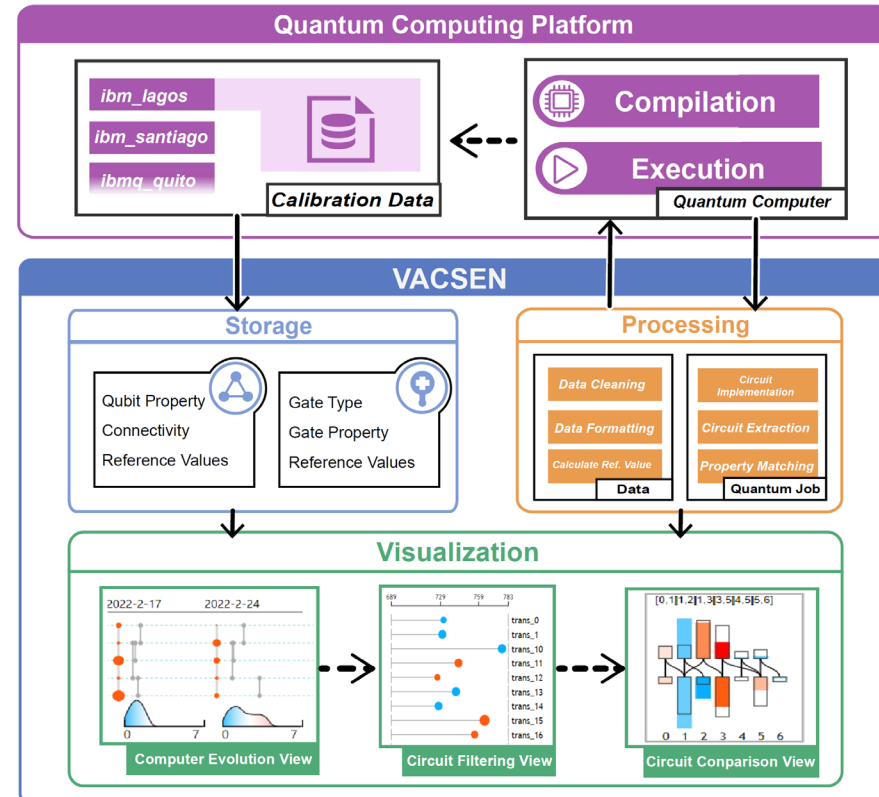 Quantum Computing Platform
ibm_lagos
ibm_santiago
ibmq_quito
Calibration Data
Compilation
Execution
Quantum Computer
VACSEN
Storage
Qubit Property
Connectivity
Reference Values
Gate Type
Gate Property
Reference Values
Processing
Data Cleaning
Data Formatting
Calculate Ref. Value
Data
Circuit
Implementation
Circuit Extraction
Property Matching
Quantum Job
Visualization
2022-2-17 2022-2-24
0 7 0 7
Computer Evolution View
689 729 759 783
trans_0
trans_1
trans_10
trans_11
trans_12
trans_13
trans_14
trans_15
trans_16
Circuit Filtering View
[0,1]1,2]1,3]3,5]4,5]5,6]
0 1 2 3 4 5 6
Circuit Conparison View